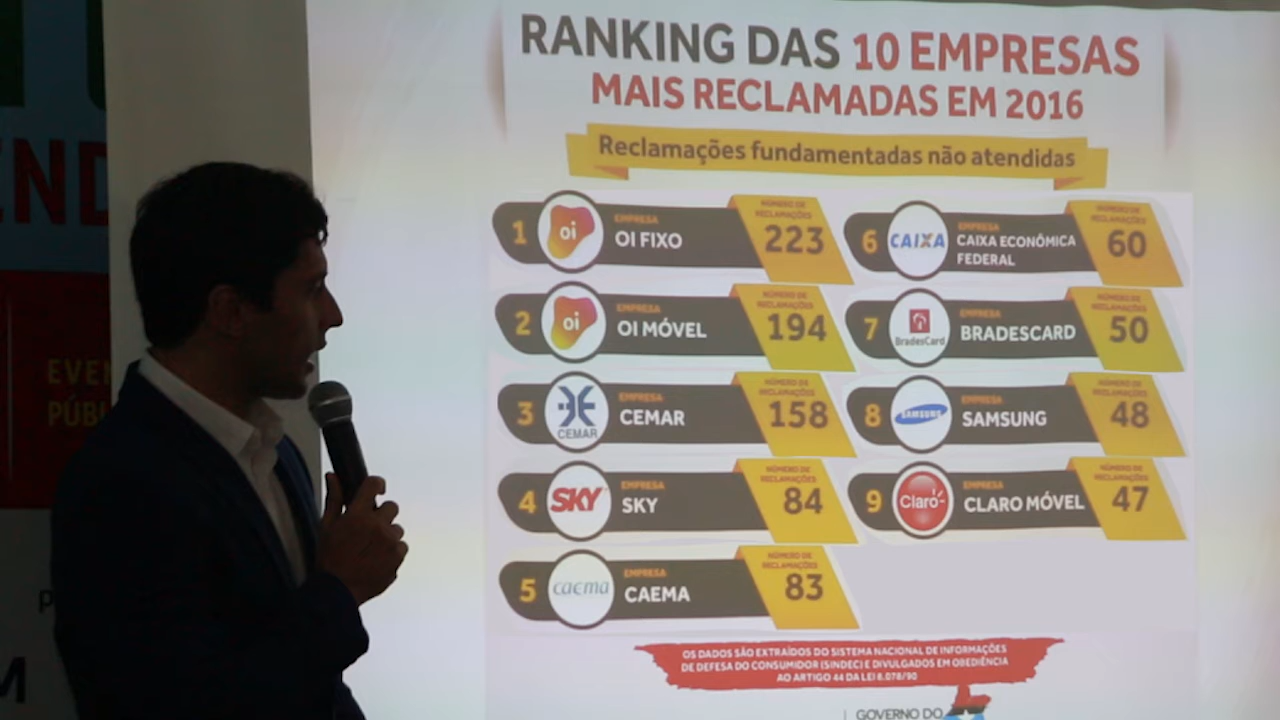 RANKING DAS 10 EMPRESAS
MAIS RECLAMADAS EM 2016
Reclamações fundamentadas não atendidas
1 oi EMPRESA OI FIXO NÚMERO DE RECLAMAÇÕES 223
2 oi EMPRESA OI MÓVEL NÚMERO DE RECLAMAÇÕES 194
3 CEMAR EMPRESA CEMAR NÚMERO DE RECLAMAÇÕES 158
4 SKY EMPRESA SKY NÚMERO DE RECLAMAÇÕES 84
5 caema EMPRESA CAEMA NÚMERO DE RECLAMAÇÕES 83
6 CAIXA EMPRESA CAIXA ECONÔMICA FEDERAL NÚMERO DE RECLAMAÇÕES 60
7 BradesCard EMPRESA BRADESCARD NÚMERO DE RECLAMAÇÕES 50
8 SAMSUNG EMPRESA SAMSUNG NÚMERO DE RECLAMAÇÕES 48
9 Claro EMPRESA CLARO MÓVEL NÚMERO DE RECLAMAÇÕES 47
OS DADOS SÃO EXTRAÍDOS DO SISTEMA NACIONAL DE INFORMAÇÕES
DE DEFESA DO CONSUMIDOR (SINDEC) E DIVULGADOS EM OBEDIÊNCIA
AO ARTIGO 44 DA LEI 8.078/90
GOVERNO DO